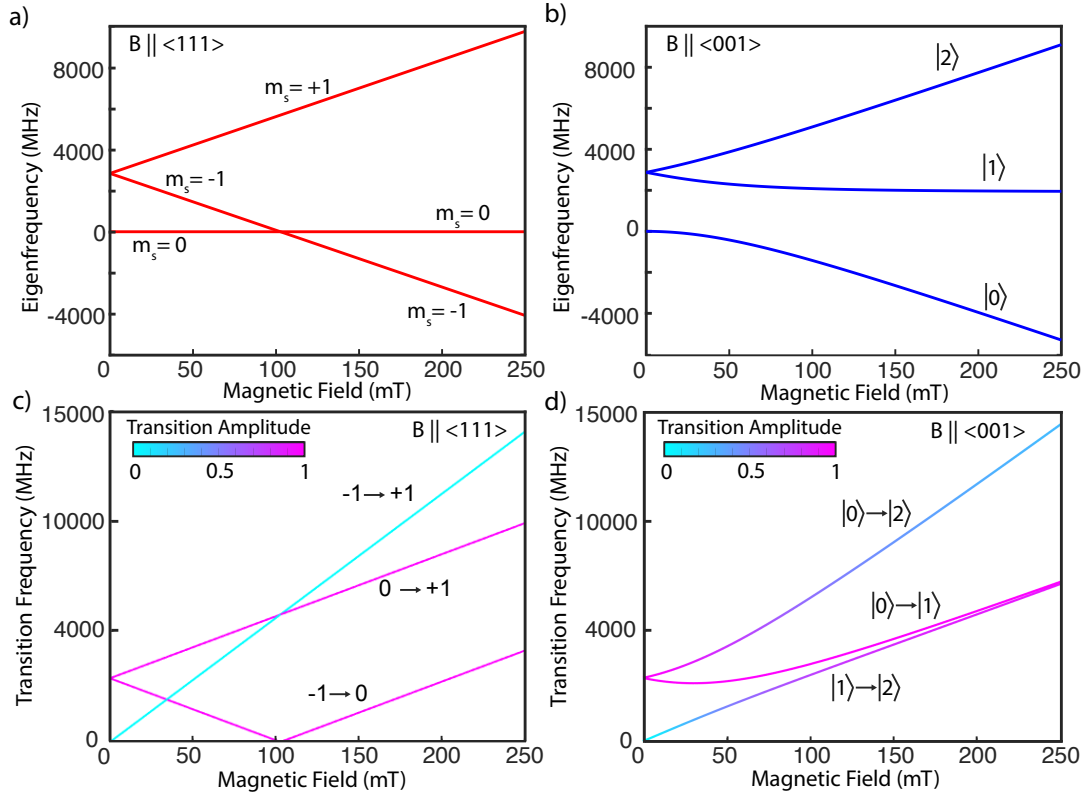 a)
B || <111>
8000
4000
0
-4000
Eigenfrequency (MHz)
m_s= +1
m_s= -1
m_s= 0
m_s= 0
m_s= -1
0 50 100 150 200 250
Magnetic Field (mT)
b)
B || <001>
8000
4000
0
-4000
Eigenfrequency (MHz)
|2⟩
|1⟩
|0⟩
0 50 100 150 200 250
Magnetic Field (mT)
c)
15000
10000
4000
0
Transition Frequency (MHz)
Transition Amplitude
0 0.5 1
B || <111>
-1→+1
0 → +1
-1→0
0 50 100 150 200 250
Magnetic Field (mT)
d)
15000
10000
4000
0
Transition Frequency (MHz)
Transition Amplitude
0 0.5 1
B || <001>
|0⟩→|2⟩
|0⟩→|1⟩
|1⟩→|2⟩
0 50 100 150 200 250
Magnetic Field (mT)